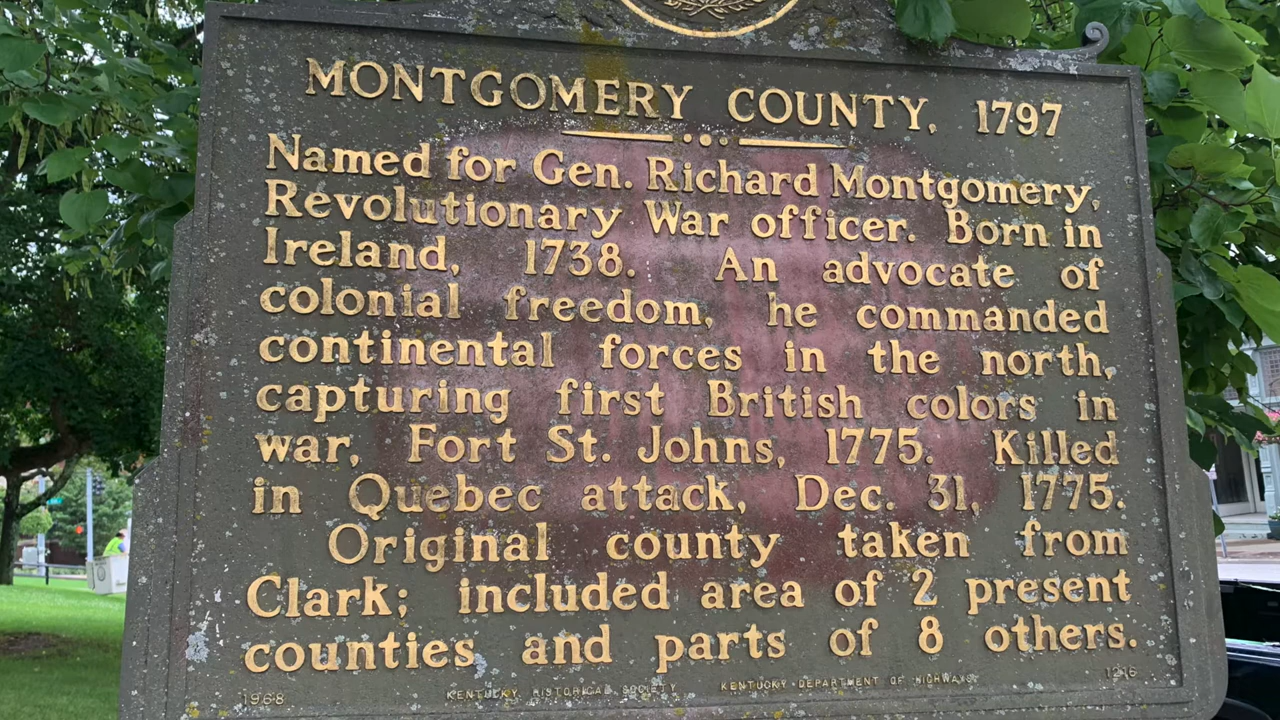 MONTGOMERY COUNTY, 1797
Named for Gen. Richard Montgomery,
Revolutionary War officer. Born in
Ireland, 1738. An advocate of
colonial freedom, he commanded
continental forces in the north,
capturing first British colors in
war, Fort St. Johns, 1775. Killed
in Quebec attack, Dec. 31, 1775.
Original county taken from
Clark; included area of 2 present
counties and parts of 8 others.
1968 KENTUCKY HISTORICAL SOCIETY KENTUCKY DEPARTMENT OF HIGHWAYS 1216